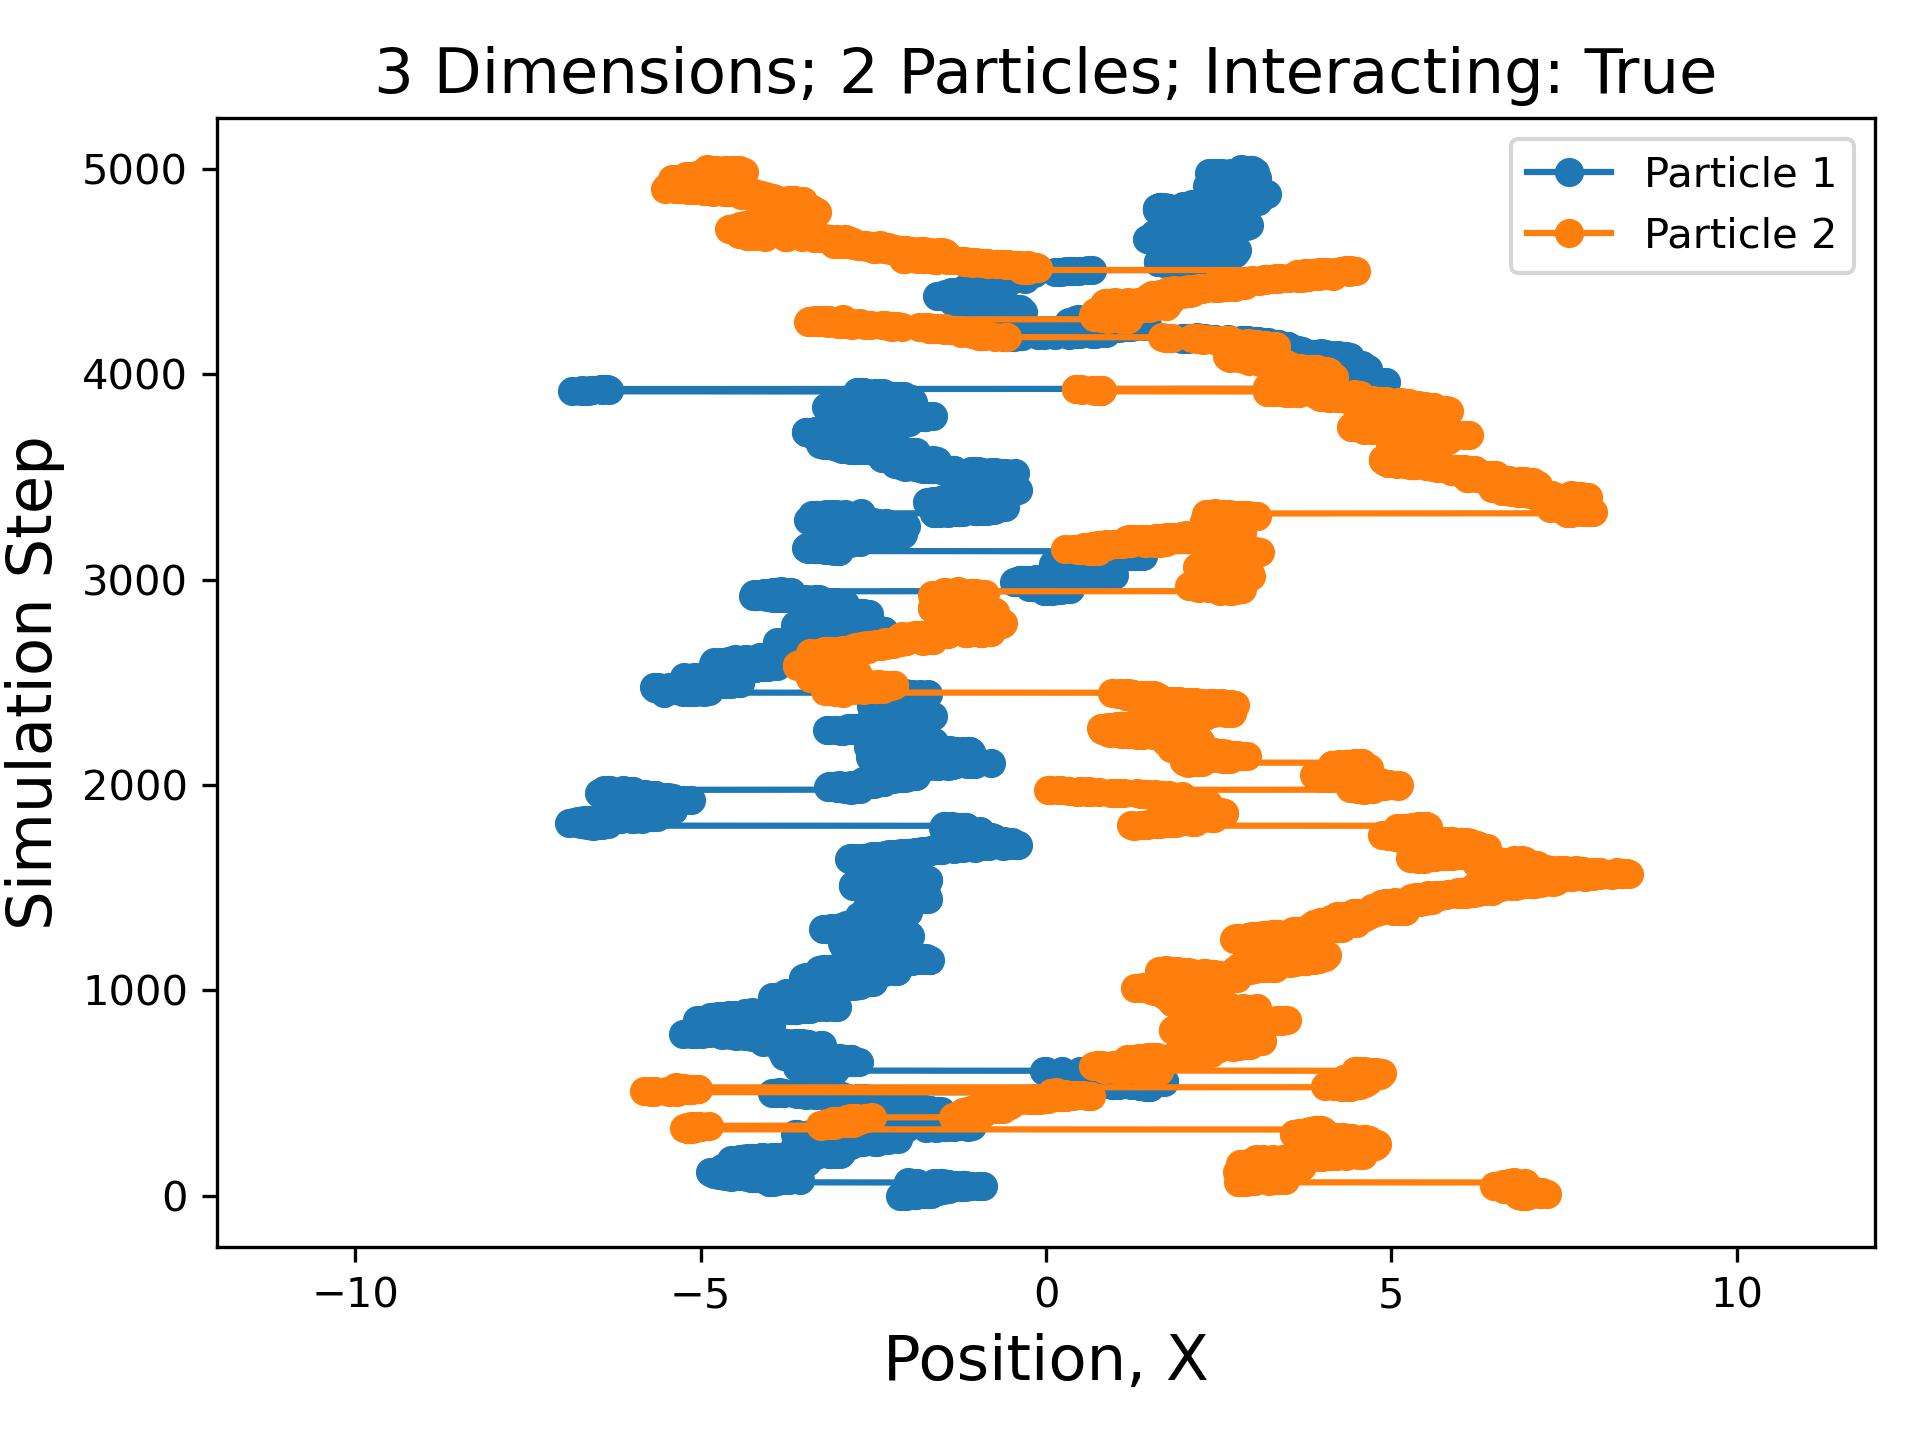 3 Dimensions; 2 Particles; Interacting: True
Particle 1
Particle 2
5000
4000
3000
2000
1000
0
Simulation Step
−10
−5
0
5
10
Position, X